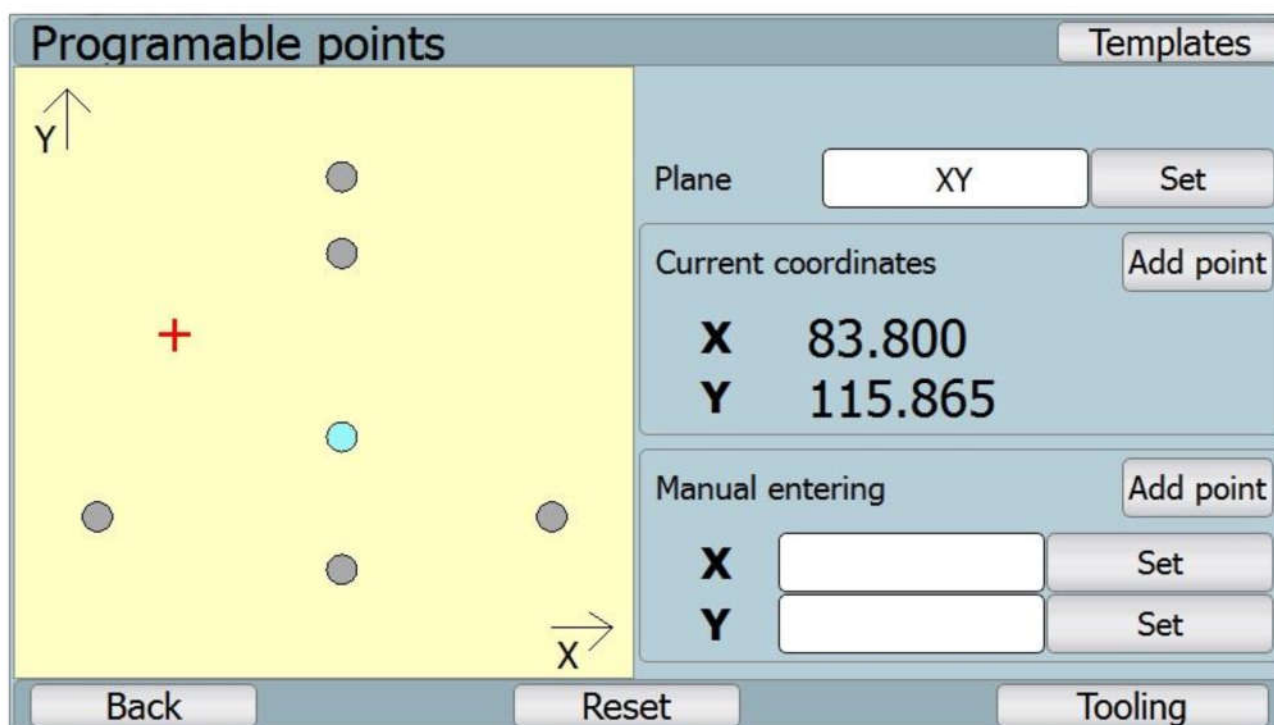 Programable points
Templates
Y
X
Plane
XY
Set
Current coordinates
Add point
X 83.800
Y 115.865
Manual entering
Add point
X
Set
Y
Set
Back
Reset
Tooling